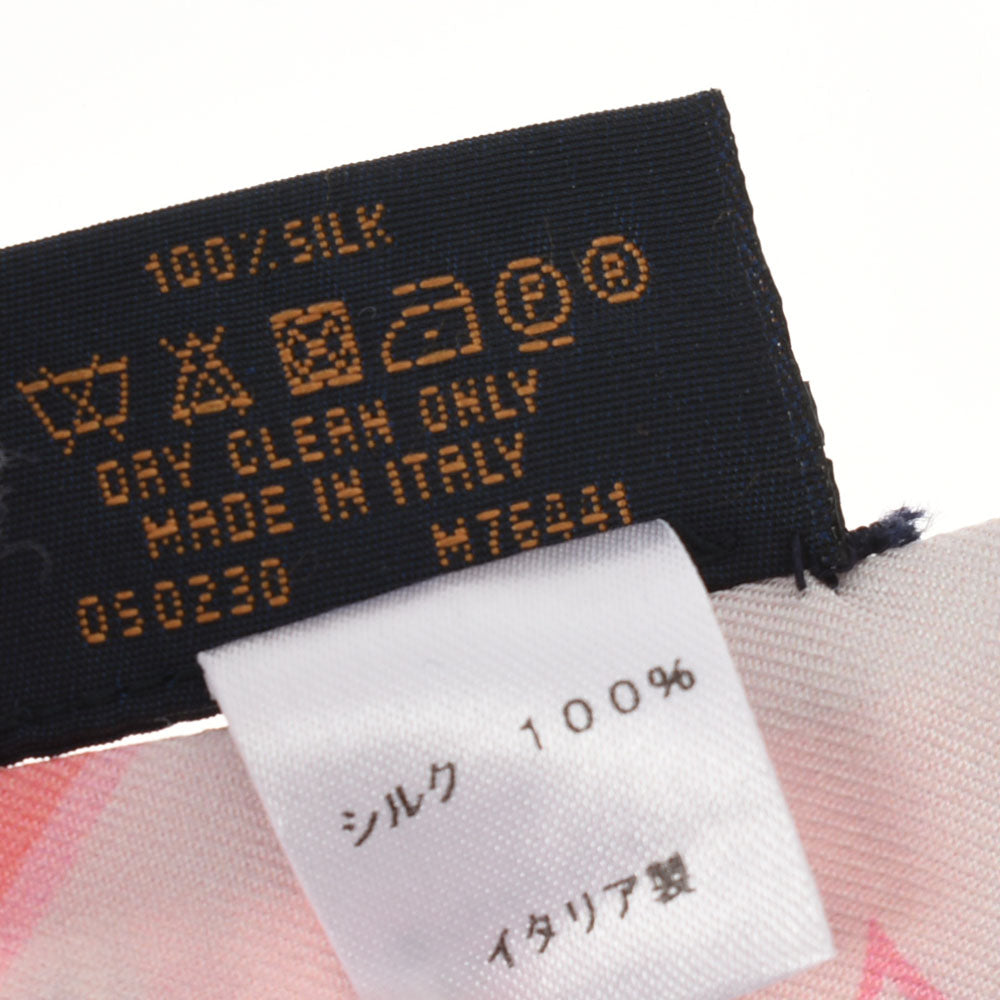 100% SILK
P ®
DRY CLEAN ONLY
MADE IN ITALY
050230 M76441
シルク 100%
イタリア製